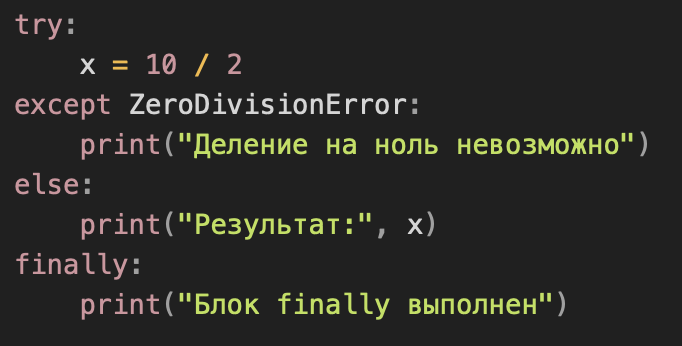 try:
    x = 10 / 2
except ZeroDivisionError:
    print("Деление на ноль невозможно")
else:
    print("Результат:", x)
finally:
    print("Блок finally выполнен")